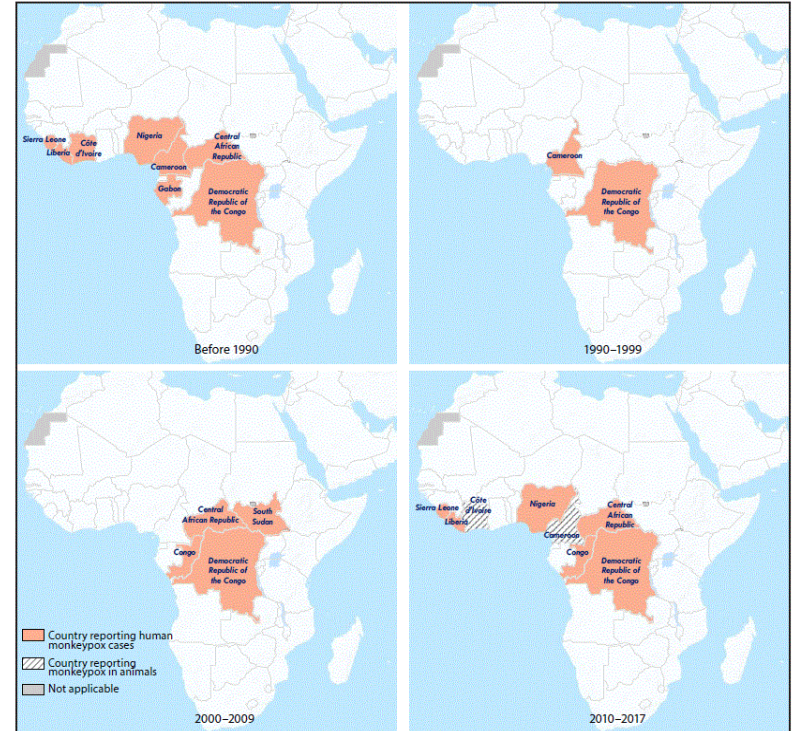 Sierra Leone
Liberia
Côte
d'Ivoire
Nigeria
Cameroon
Central
African
Republic
Gabon
Democratic
Republic of
the Congo
Before 1990
Cameroon
Democratic
Republic of
the Congo
1990–1999
Central
African Republic
South
Sudan
Congo
Democratic
Republic of
the Congo
Country reporting human
monkeypox cases
Country reporting
monkeypox in animals
Not applicable
2000–2009
Sierra Leone
Liberia
Côte
d'Ivoire
Nigeria
Cameroon
Central
African
Republic
Congo
Democratic
Republic of
the Congo
2010–2017